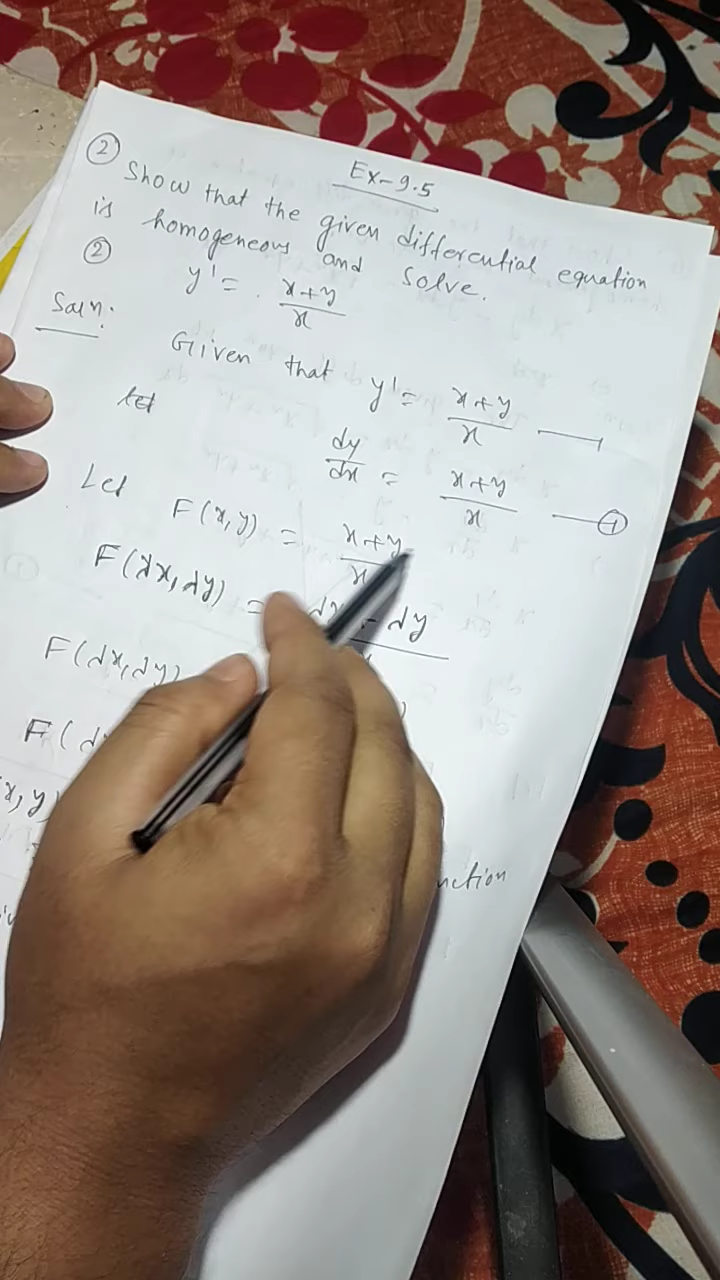 Ex-9.5
② Show that the given differential equation
is homogeneous and solve.
② y' = x+y / x
Soln:
Given that y' = x+y / x —
let
dy/dx = x+y / x — ①
Let F(x,y) = x+y / x
F(λx,λy) = λx + λy
F(λx,λy)
F(λ
x,y)
nction